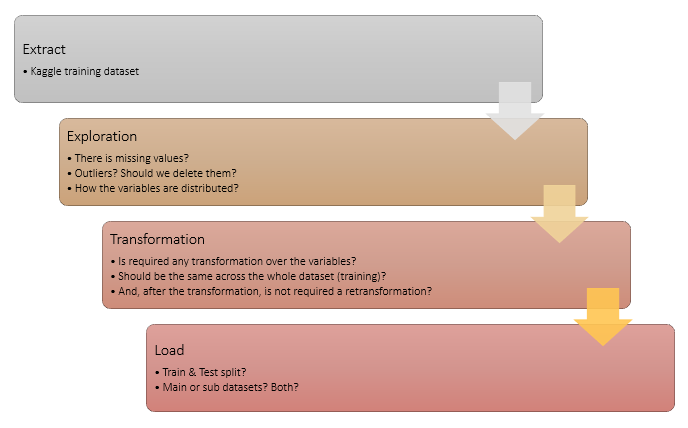 Extract
• Kaggle training dataset
Exploration
• There is missing values?
• Outliers? Should we delete them?
• How the variables are distributed?
Transformation
• Is required any transformation over the variables?
• Should be the same across the whole dataset (training)?
• And, after the transformation, is not required a retransformation?
Load
• Train & Test split?
• Main or sub datasets? Both?